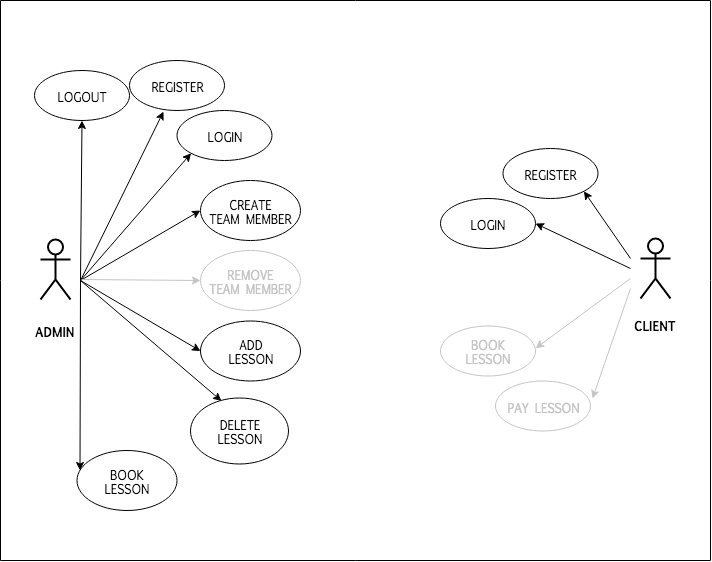 LOGOUT
REGISTER
LOGIN
CREATE
TEAM MEMBER
REMOVE
TEAM MEMBER
ADMIN
ADD
LESSON
DELETE
LESSON
BOOK
LESSON
REGISTER
LOGIN
CLIENT
BOOK
LESSON
PAY LESSON